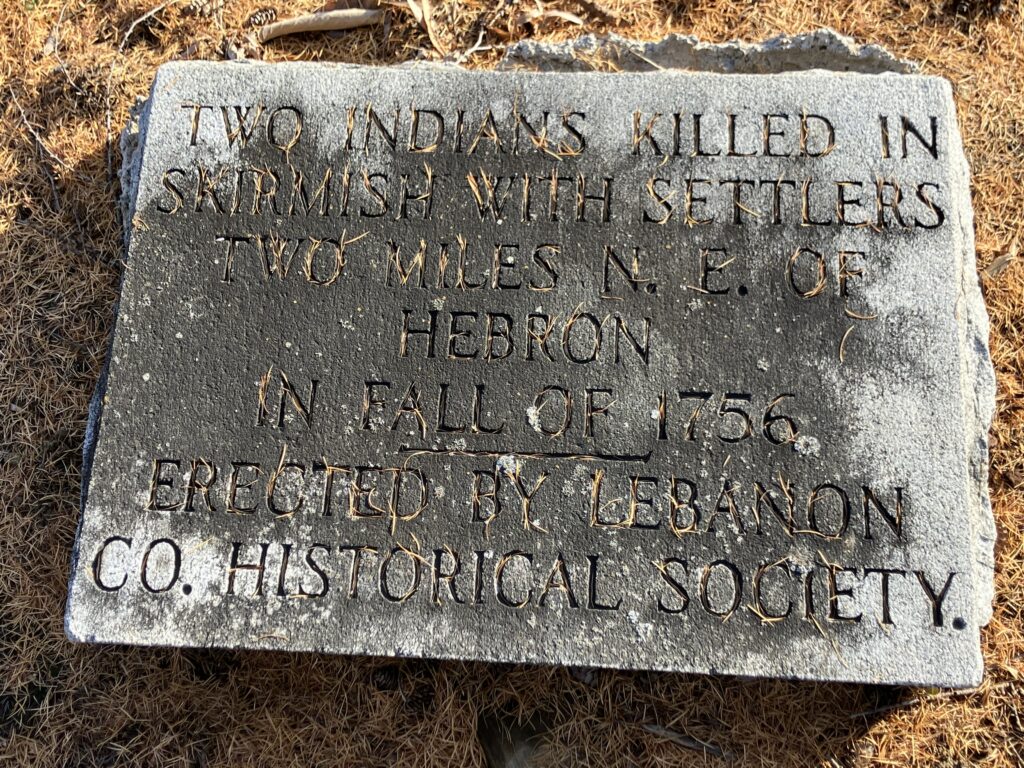 TWO INDIANS KILLED IN
SKIRMISH WITH SETTLERS
TWO MILES N. E. OF
HEBRON
IN FALL OF 1756
ERECTED BY LEBANON
CO. HISTORICAL SOCIETY.